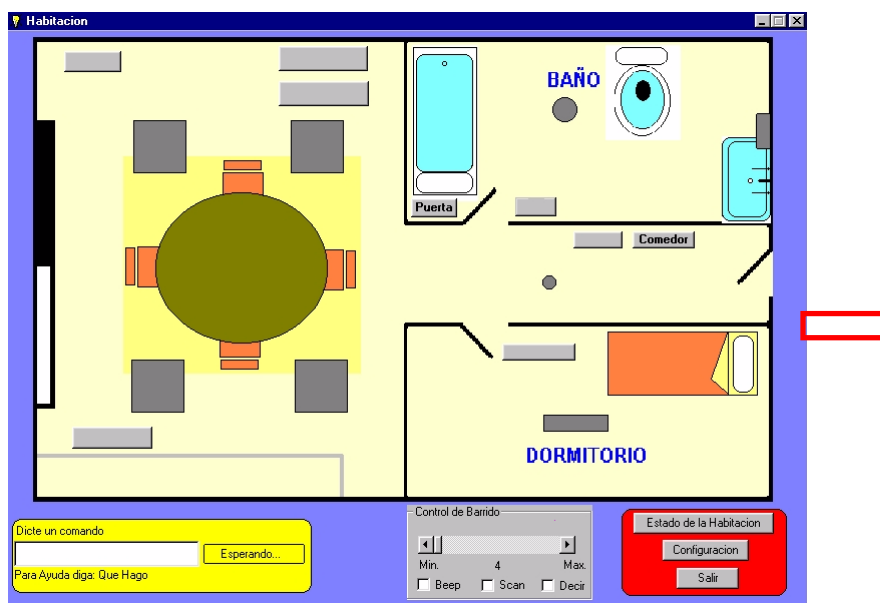 Habitacion
BAÑO
Puerta
Comedor
DORMITORIO
Dicte un comando
Esperando...
Para Ayuda diga: Que Hago
Control de Barrido
Min. 4 Max.
Beep Scan Decir
Estado de la Habitacion
Configuracion
Salir